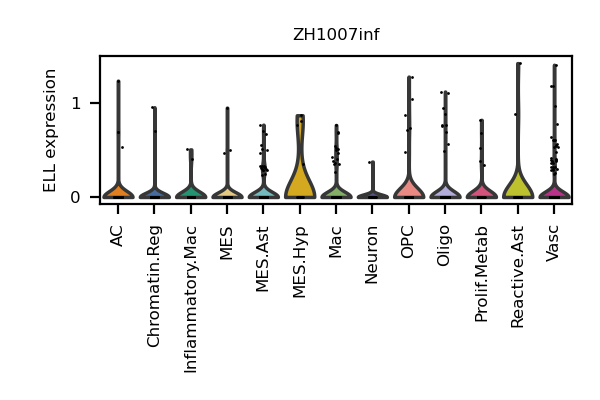 ZH1007inf
ELL expression
1
0
AC
Chromatin.Reg
Inflammatory.Mac
MES
MES.Ast
MES.Hyp
Mac
Neuron
OPC
Oligo
Prolif.Metab
Reactive.Ast
Vasc